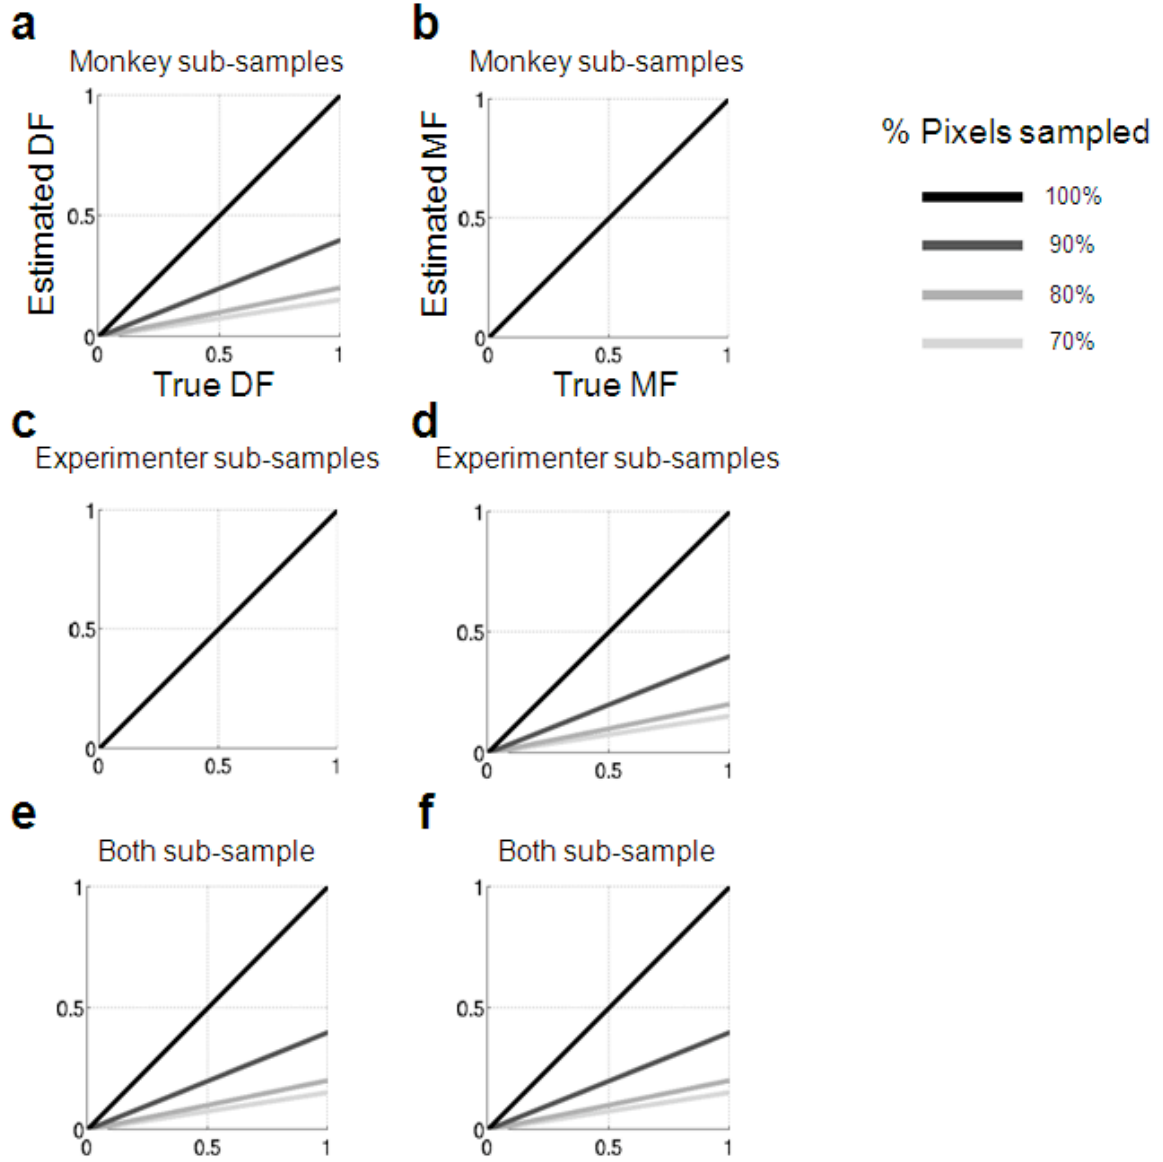 a
Monkey sub-samples
1
0.5
0
0
0.5
1
Estimated DF
True DF
b
Monkey sub-samples
1
0.5
0
0
0.5
1
Estimated MF
True MF
% Pixels sampled
100%
90%
80%
70%
c
Experimenter sub-samples
1
0.5
0
0
0.5
1
d
Experimenter sub-samples
1
0.5
0
0
0.5
1
e
Both sub-sample
1
0.5
0
0
0.5
1
f
Both sub-sample
1
0.5
0
0
0.5
1